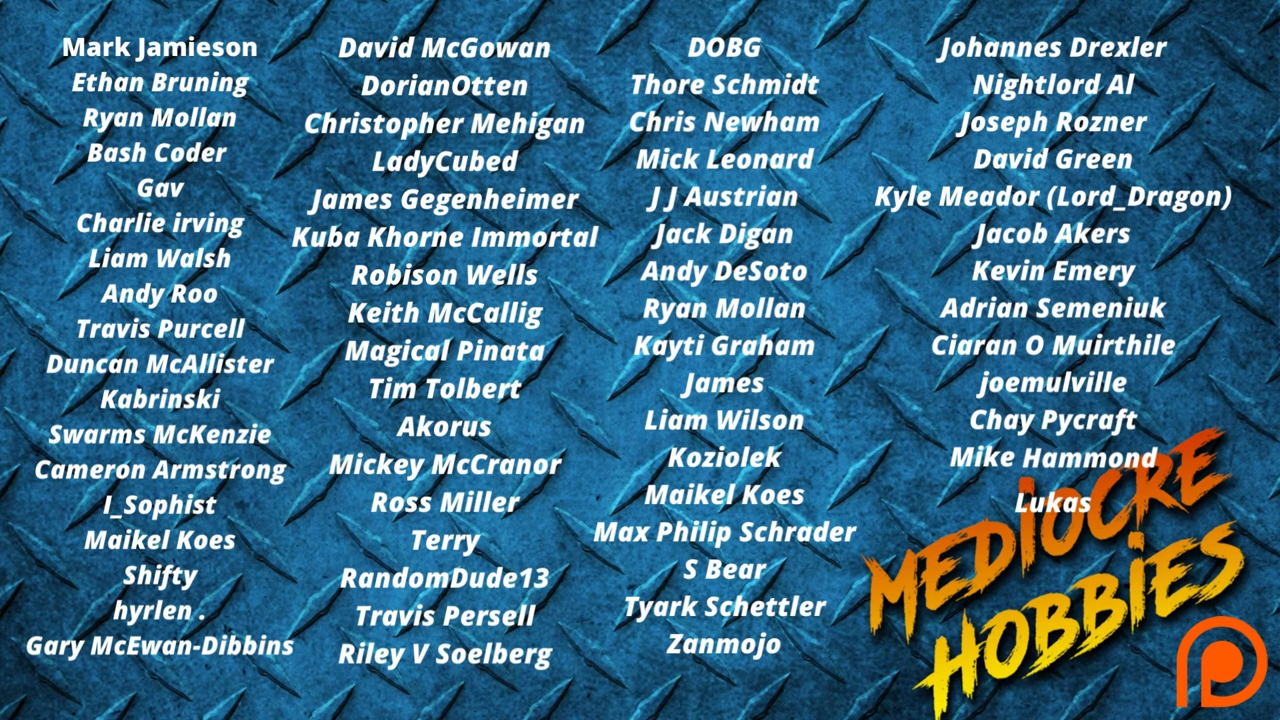 Mark Jamieson
Ethan Bruning
Ryan Mollan
Bash Coder
Gav
Charlie irving
Liam Walsh
Andy Roo
Travis Purcell
Duncan McAllister
Kabrinski
Swarms McKenzie
Cameron Armstrong
I_Sophist
Maikel Koes
Shifty
hyrlen .
Gary McEwan-Dibbins
David McGowan
DorianOtten
Christopher Mehigan
LadyCubed
James Gegenheimer
Kuba Khorne Immortal
Robison Wells
Keith McCallig
Magical Pinata
Tim Tolbert
Akorus
Mickey McCranor
Ross Miller
Terry
RandomDude13
Travis Persell
Riley V Soelberg
DOBG
Thore Schmidt
Chris Newham
Mick Leonard
J J Austrian
Jack Digan
Andy DeSoto
Ryan Mollan
Kayti Graham
James
Liam Wilson
Koziolek
Maikel Koes
Max Philip Schrader
S Bear
Tyark Schettler
Zanmojo
Johannes Drexler
Nightlord Al
Joseph Rozner
David Green
Kyle Meador (Lord_Dragon)
Jacob Akers
Kevin Emery
Adrian Semeniuk
Ciaran O Muirthile
joemulville
Chay Pycraft
Mike Hammond
Lukas
MEDIOCRE
HOBBIES